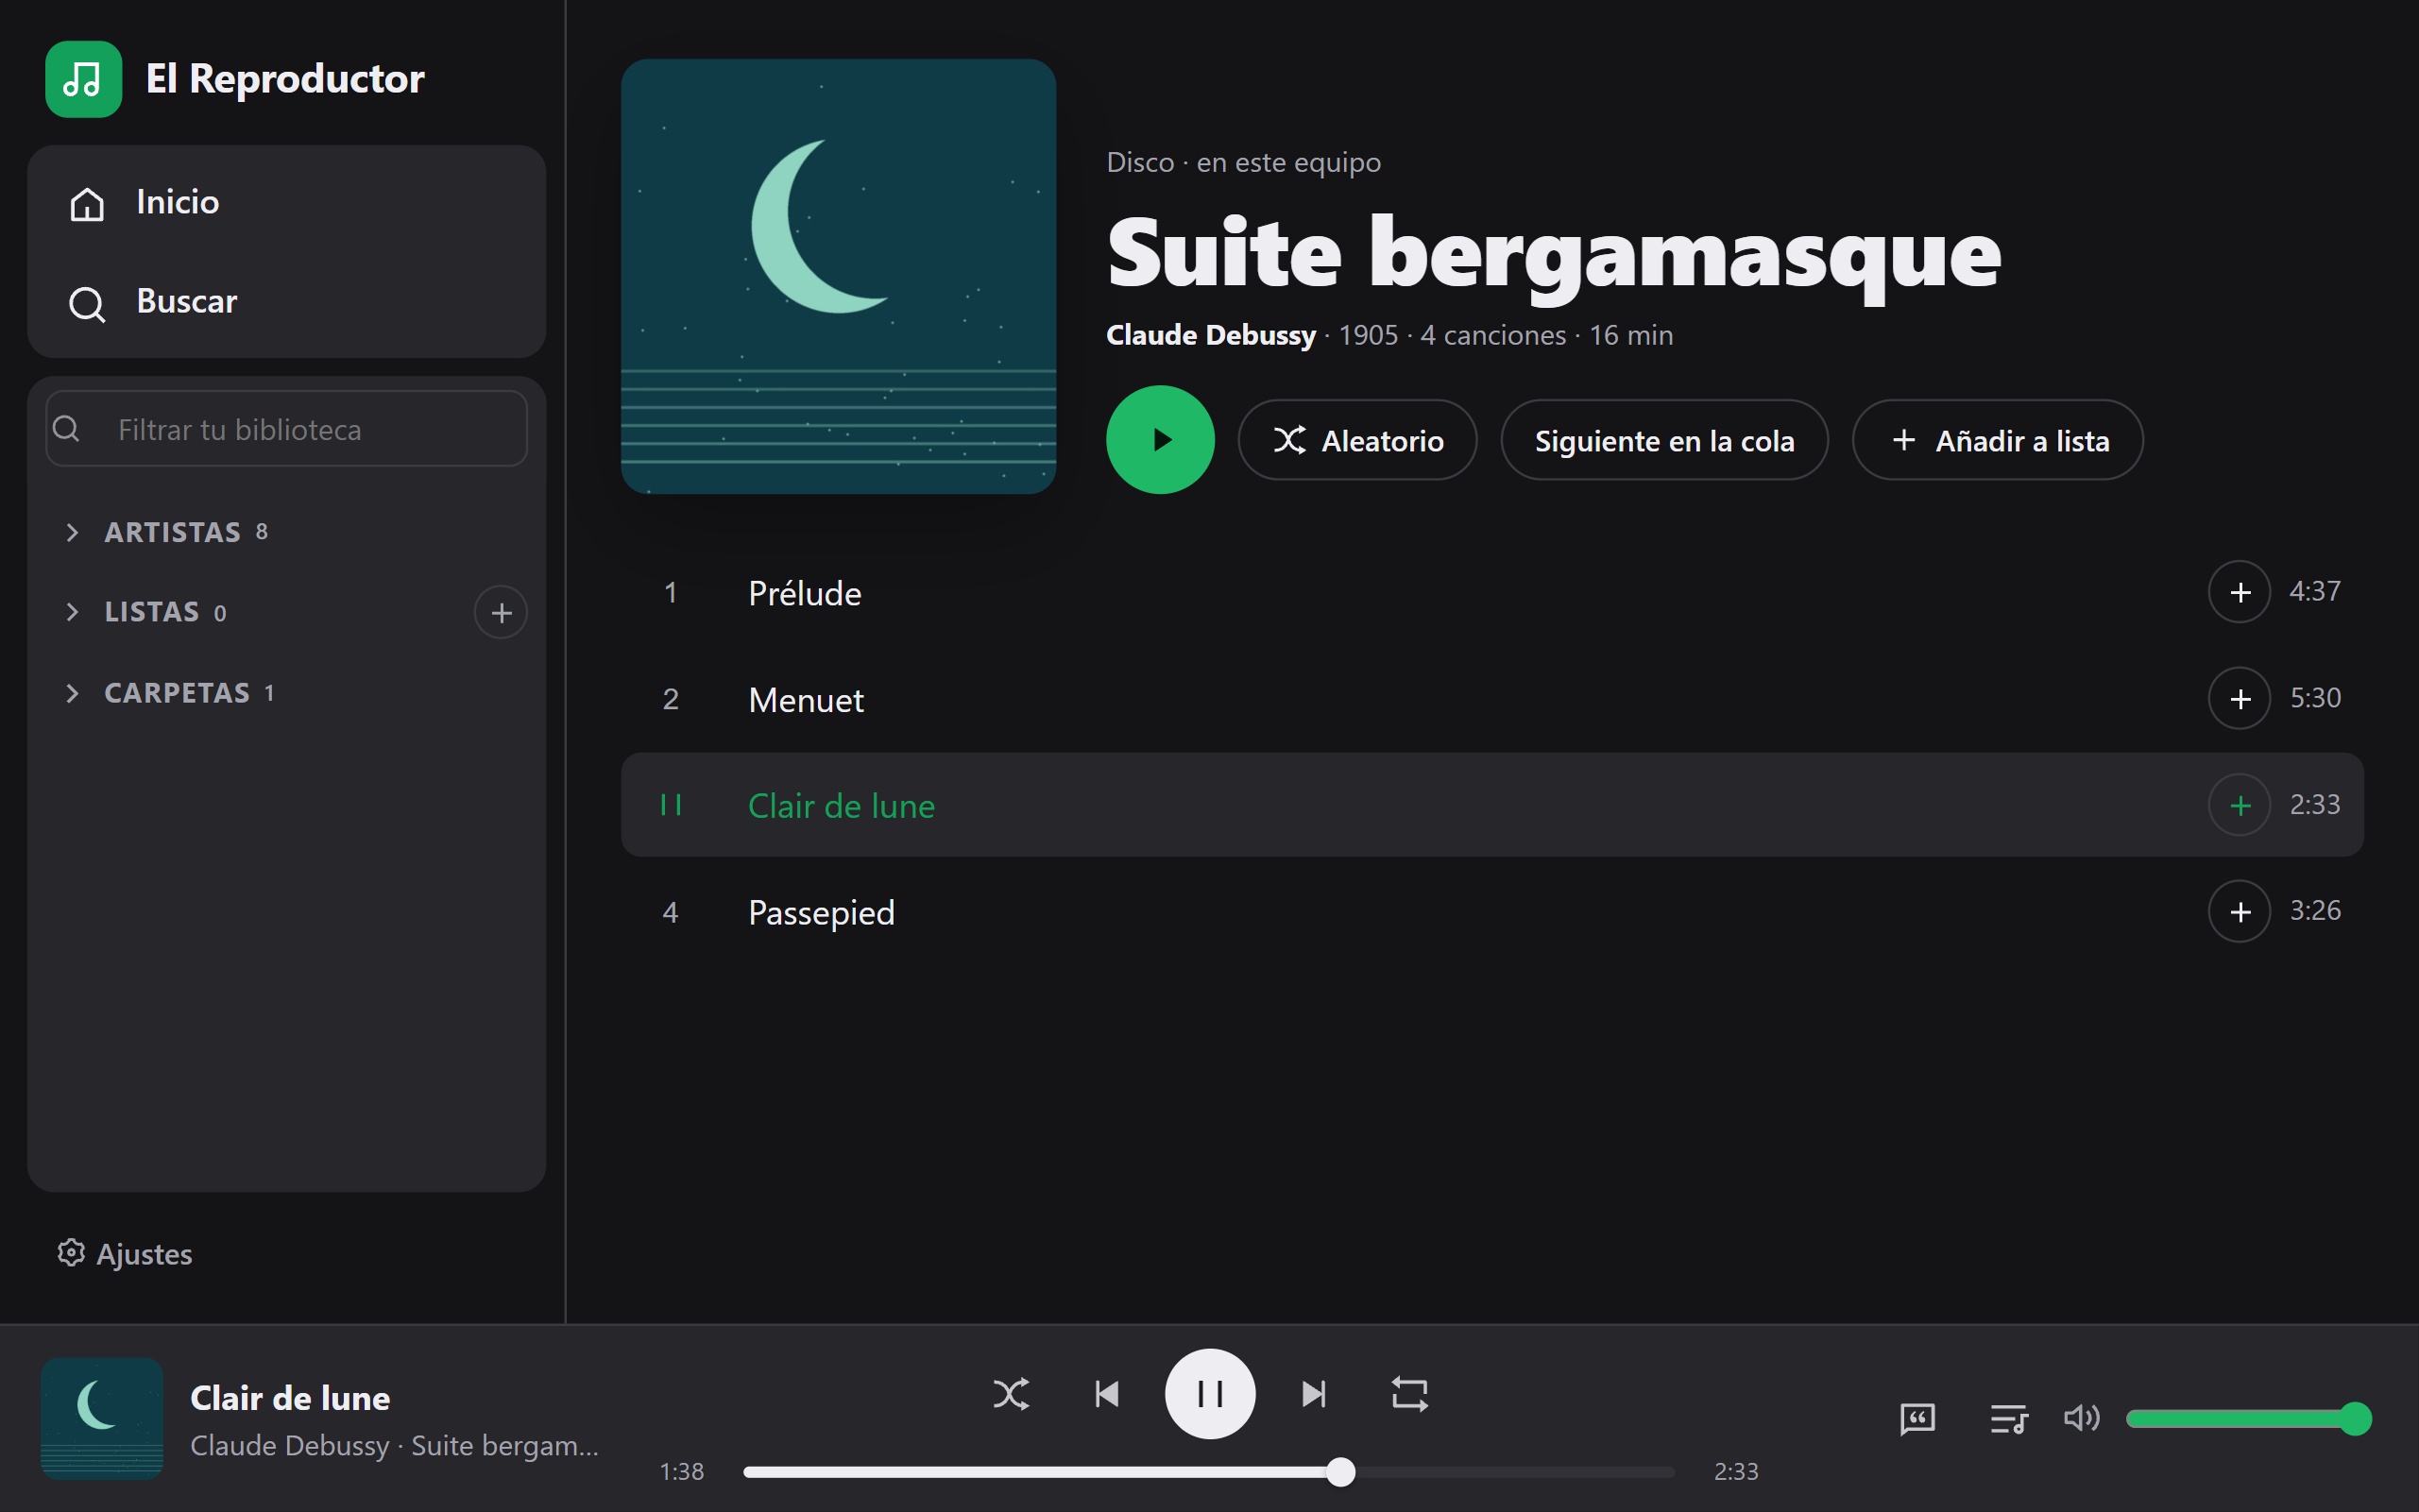 El Reproductor
Inicio
Buscar
Filtrar tu biblioteca
ARTISTAS 8
LISTAS 0
CARPETAS 1
Ajustes
Disco · en este equipo
Suite bergamasque
Claude Debussy · 1905 · 4 canciones · 16 min
Aleatorio
Siguiente en la cola
Añadir a lista
1 Prélude 4:37
2 Menuet 5:30
Clair de lune 2:33
4 Passepied 3:26
Clair de lune
Claude Debussy · Suite bergam...
1:38
2:33